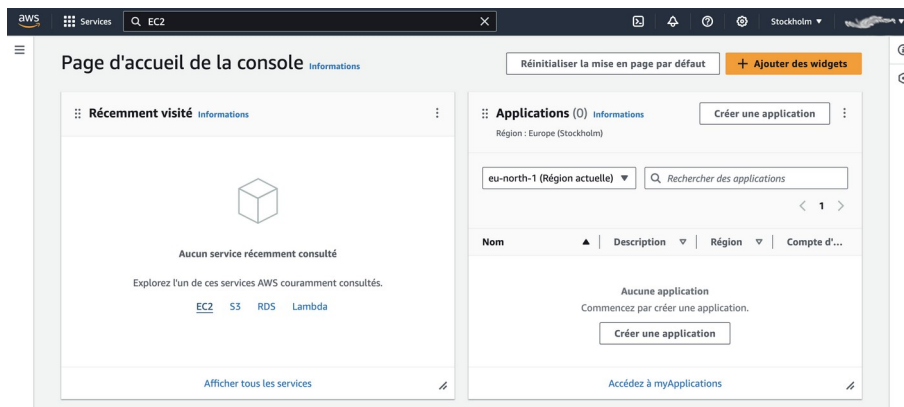 aws
Services
EC2
Stockholm
Page d'accueil de la console Informations
Réinitialiser la mise en page par défaut
Ajouter des widgets
Récemment visité Informations
Aucun service récemment consulté
Explorez l'un de ces services AWS couramment consultés.
EC2 S3 RDS Lambda
Afficher tous les services
Applications (0) Informations
Créer une application
Région : Europe (Stockholm)
eu-north-1 (Région actuelle)
Rechercher des applications
1
Nom Description Région Compte d'...
Aucune application
Commencez par créer une application.
Créer une application
Accédez à myApplications